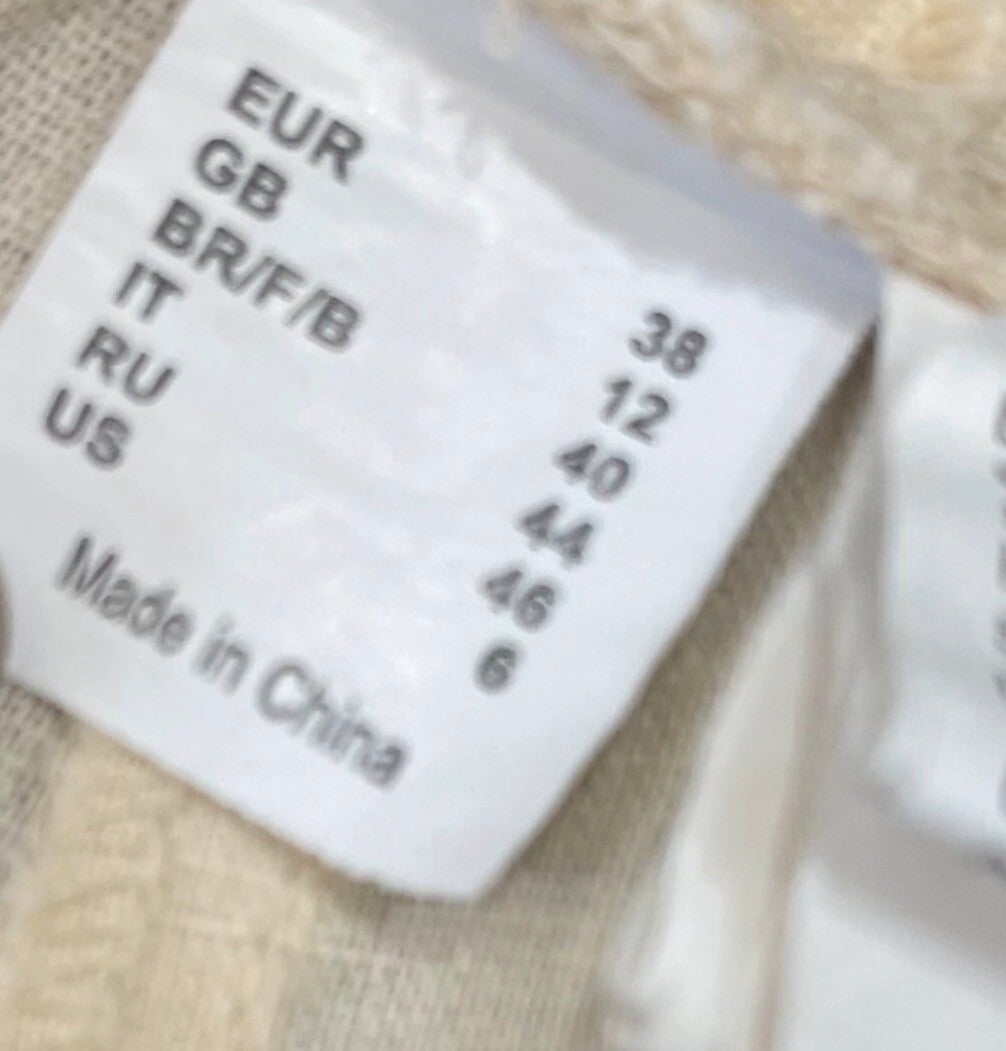 EUR 38
GB 12
BR/F/B 40
IT 44
RU 46
US 6
Made in China